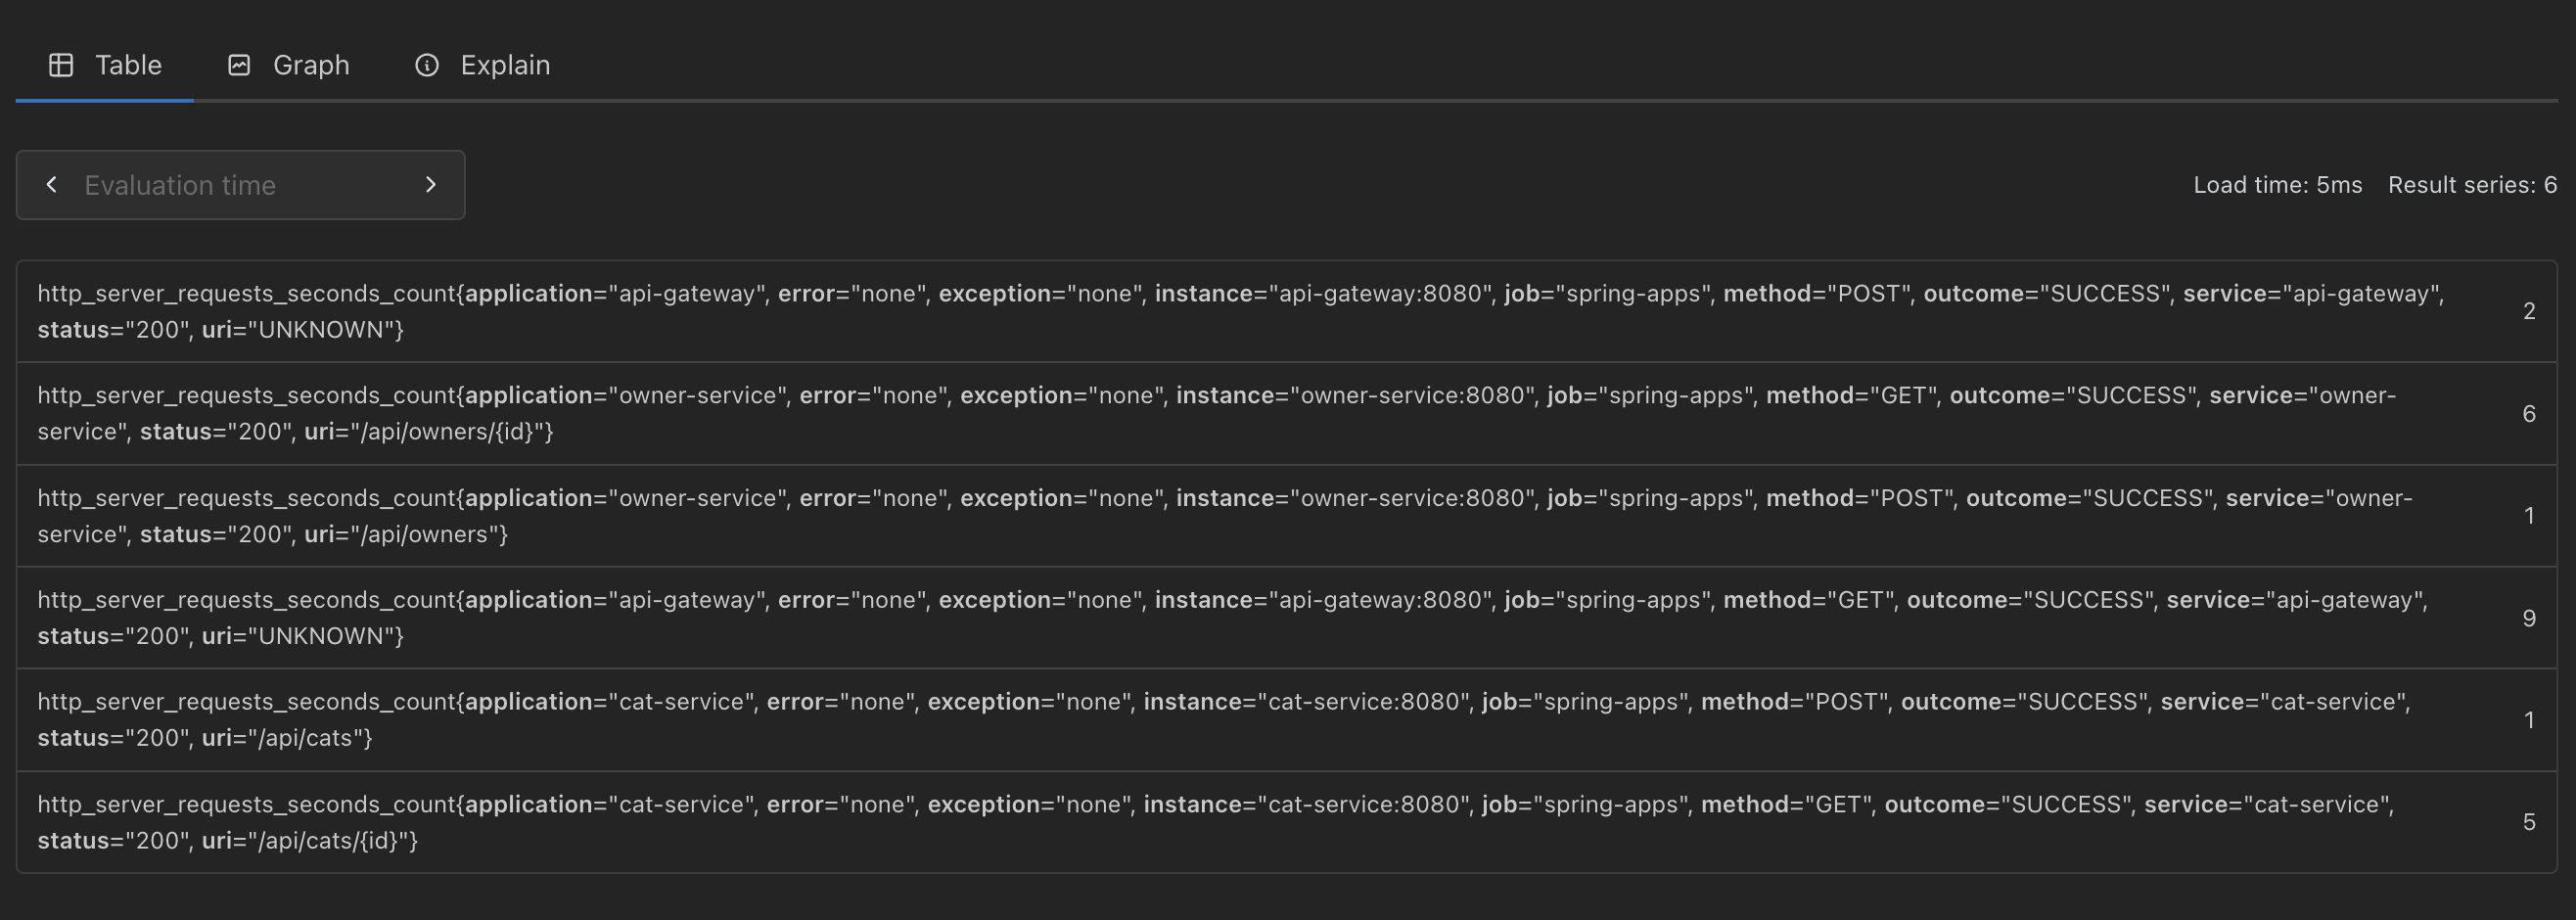 Table
Graph
Explain
Evaluation time
Load time: 5ms
Result series: 6
http_server_requests_seconds_count{application="api-gateway", error="none", exception="none", instance="api-gateway:8080", job="spring-apps", method="POST", outcome="SUCCESS", service="api-gateway",
status="200", uri="UNKNOWN"}
2
http_server_requests_seconds_count{application="owner-service", error="none", exception="none", instance="owner-service:8080", job="spring-apps", method="GET", outcome="SUCCESS", service="owner-
service", status="200", uri="/api/owners/{id}"}
6
http_server_requests_seconds_count{application="owner-service", error="none", exception="none", instance="owner-service:8080", job="spring-apps", method="POST", outcome="SUCCESS", service="owner-
service", status="200", uri="/api/owners"}
1
http_server_requests_seconds_count{application="api-gateway", error="none", exception="none", instance="api-gateway:8080", job="spring-apps", method="GET", outcome="SUCCESS", service="api-gateway",
status="200", uri="UNKNOWN"}
9
http_server_requests_seconds_count{application="cat-service", error="none", exception="none", instance="cat-service:8080", job="spring-apps", method="POST", outcome="SUCCESS", service="cat-service",
status="200", uri="/api/cats"}
1
http_server_requests_seconds_count{application="cat-service", error="none", exception="none", instance="cat-service:8080", job="spring-apps", method="GET", outcome="SUCCESS", service="cat-service",
status="200", uri="/api/cats/{id}"}
5